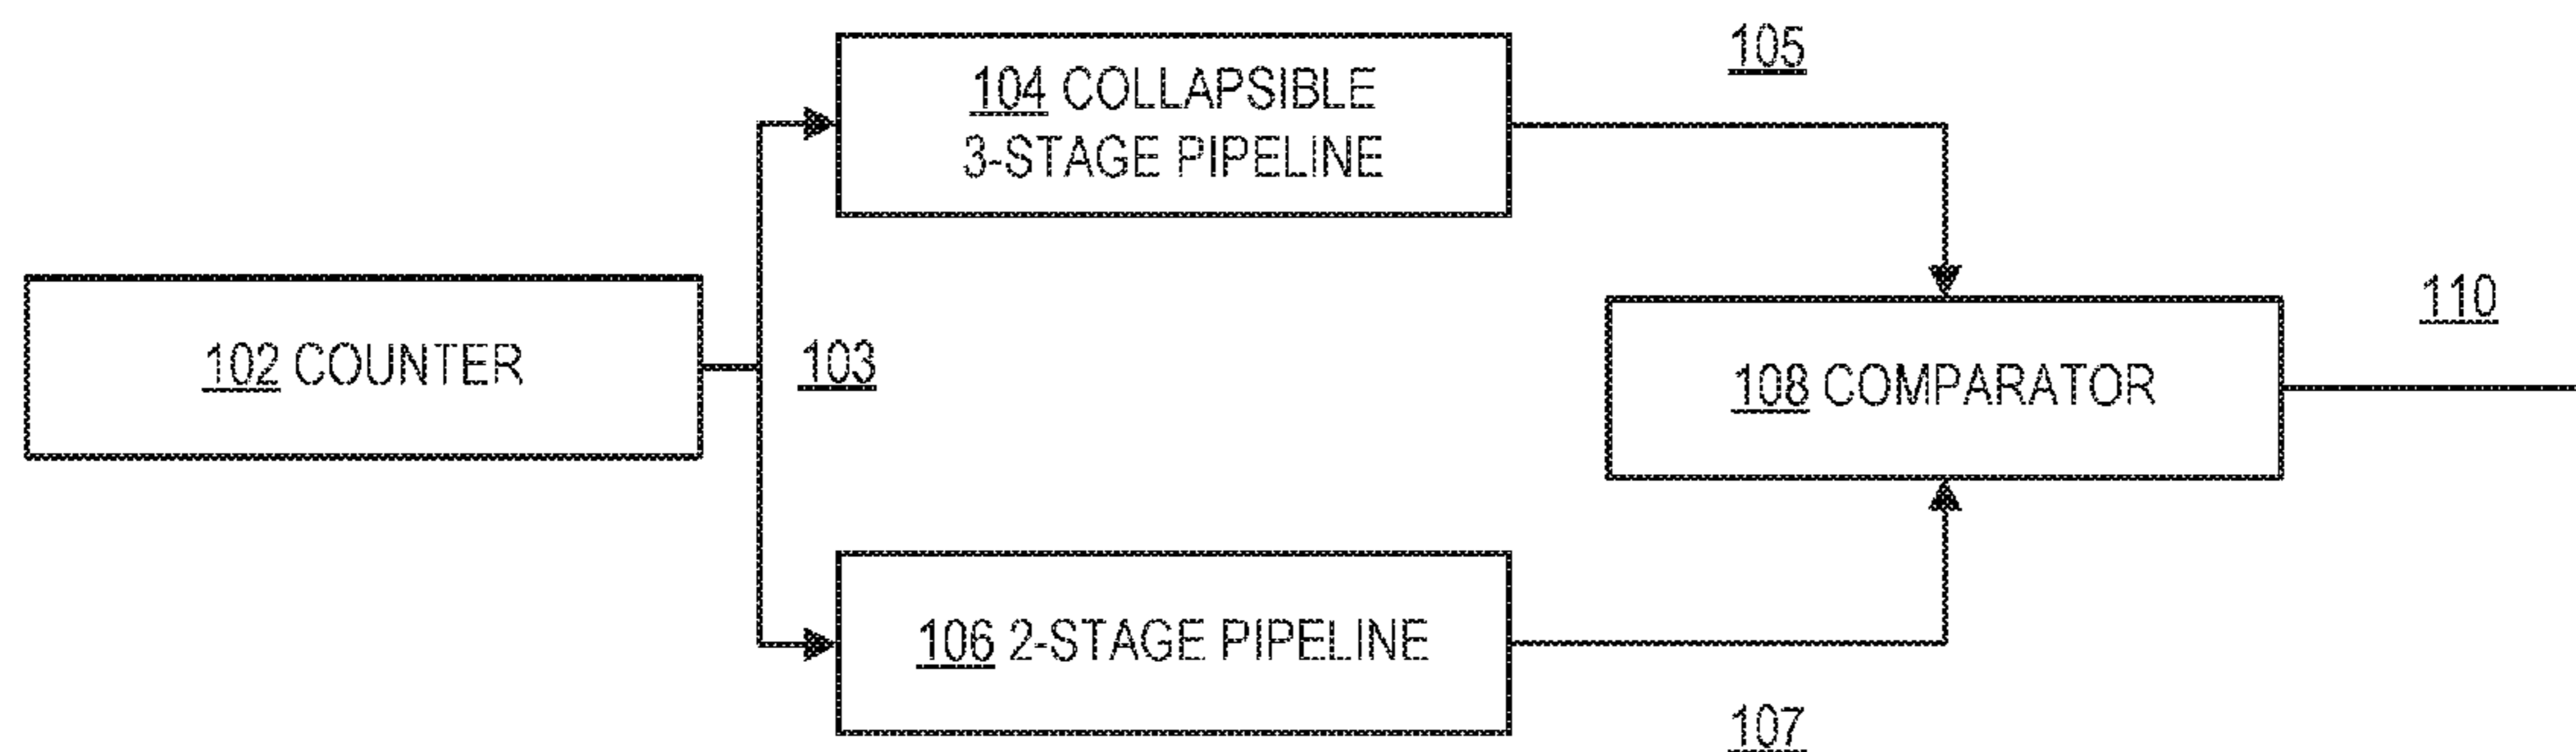 105
104 COLLAPSIBLE
3-STAGE PIPELINE
110
102 COUNTER
103
108 COMPARATOR
106 2-STAGE PIPELINE
107